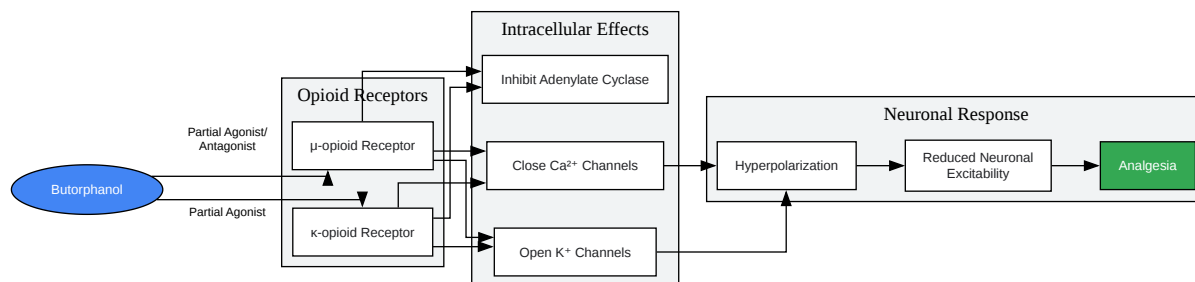 Intracellular Effects
Inhibit Adenylate Cyclase
Opioid Receptors
Neuronal Response
Partial Agonist/
Antagonist
μ-opioid Receptor
Close Ca²⁺ Channels
Hyperpolarization
Reduced Neuronal
Excitability
Analgesia
Butorphanol
Partial Agonist
κ-opioid Receptor
Open K⁺ Channels